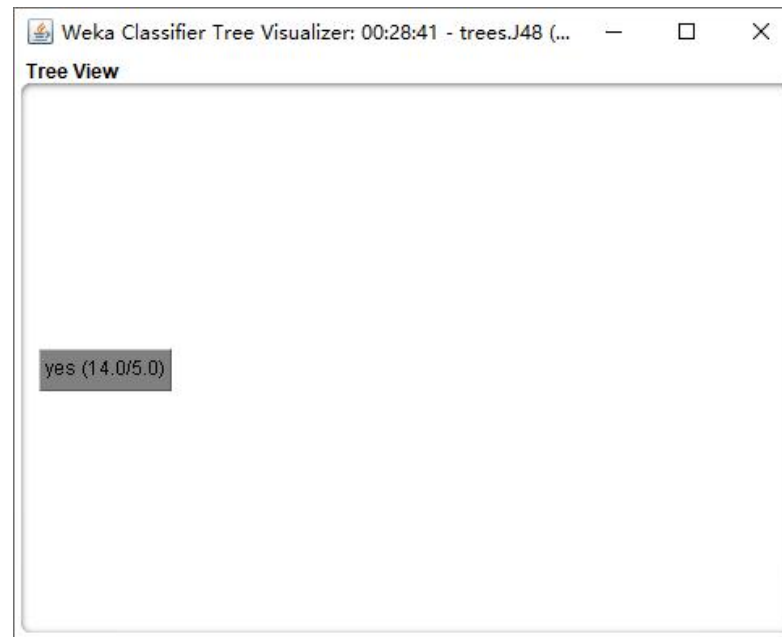 Weka Classifier Tree Visualizer: 00:28:41 - trees.J48 (...
Tree View
yes (14.0/5.0)